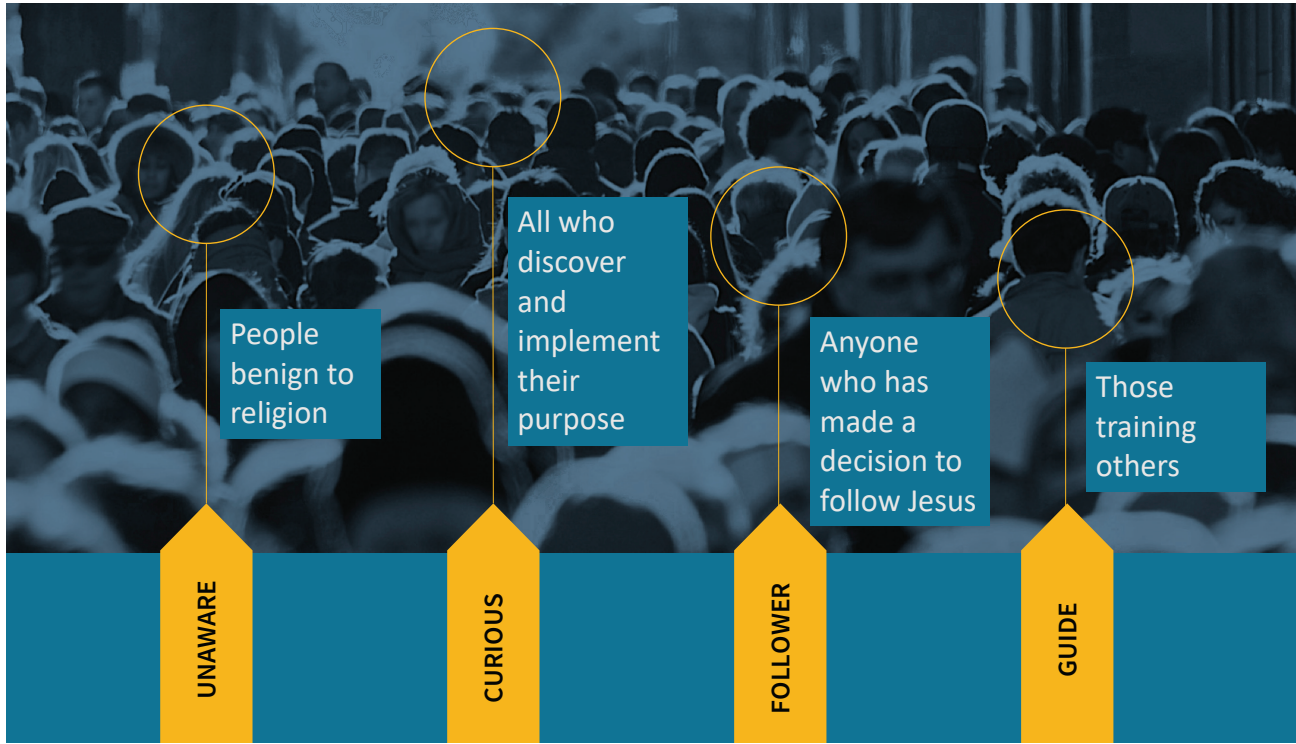 People
benign to
religion
All who
discover
and
implement
their
purpose
Anyone
who has
made a
decision to
follow Jesus
Those
training
others
UNAWARE
CURIOUS
FOLLOWER
GUIDE